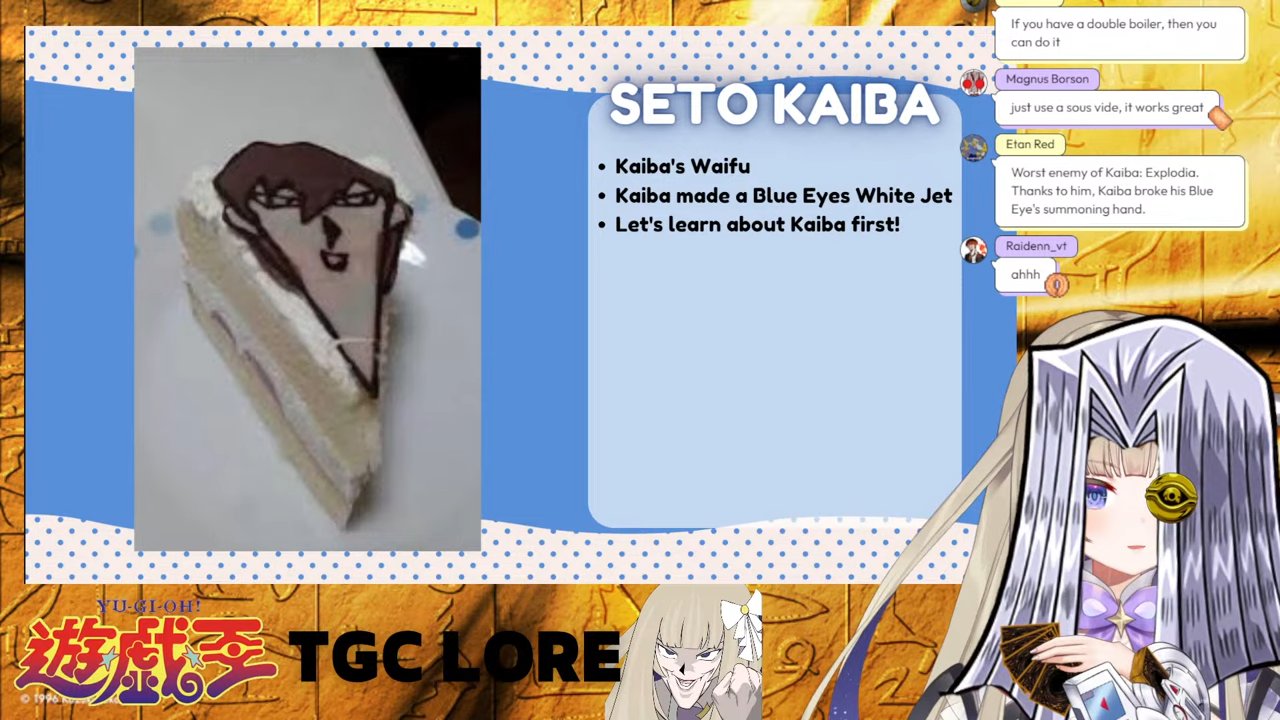 SETO KAIBA
• Kaiba's Waifu
• Kaiba made a Blue Eyes White Jet
• Let's learn about Kaiba first!
If you have a double boiler, then you
can do it
Magnus Borson
just use a sous vide, it works great
Etan Red
Worst enemy of Kaiba: Explodia.
Thanks to him, Kaiba broke his Blue
Eye's summoning hand.
Raidenn_vt
ahhh
YU-GI-OH!
遊☆戯☆王
TGC LORE
© 1996